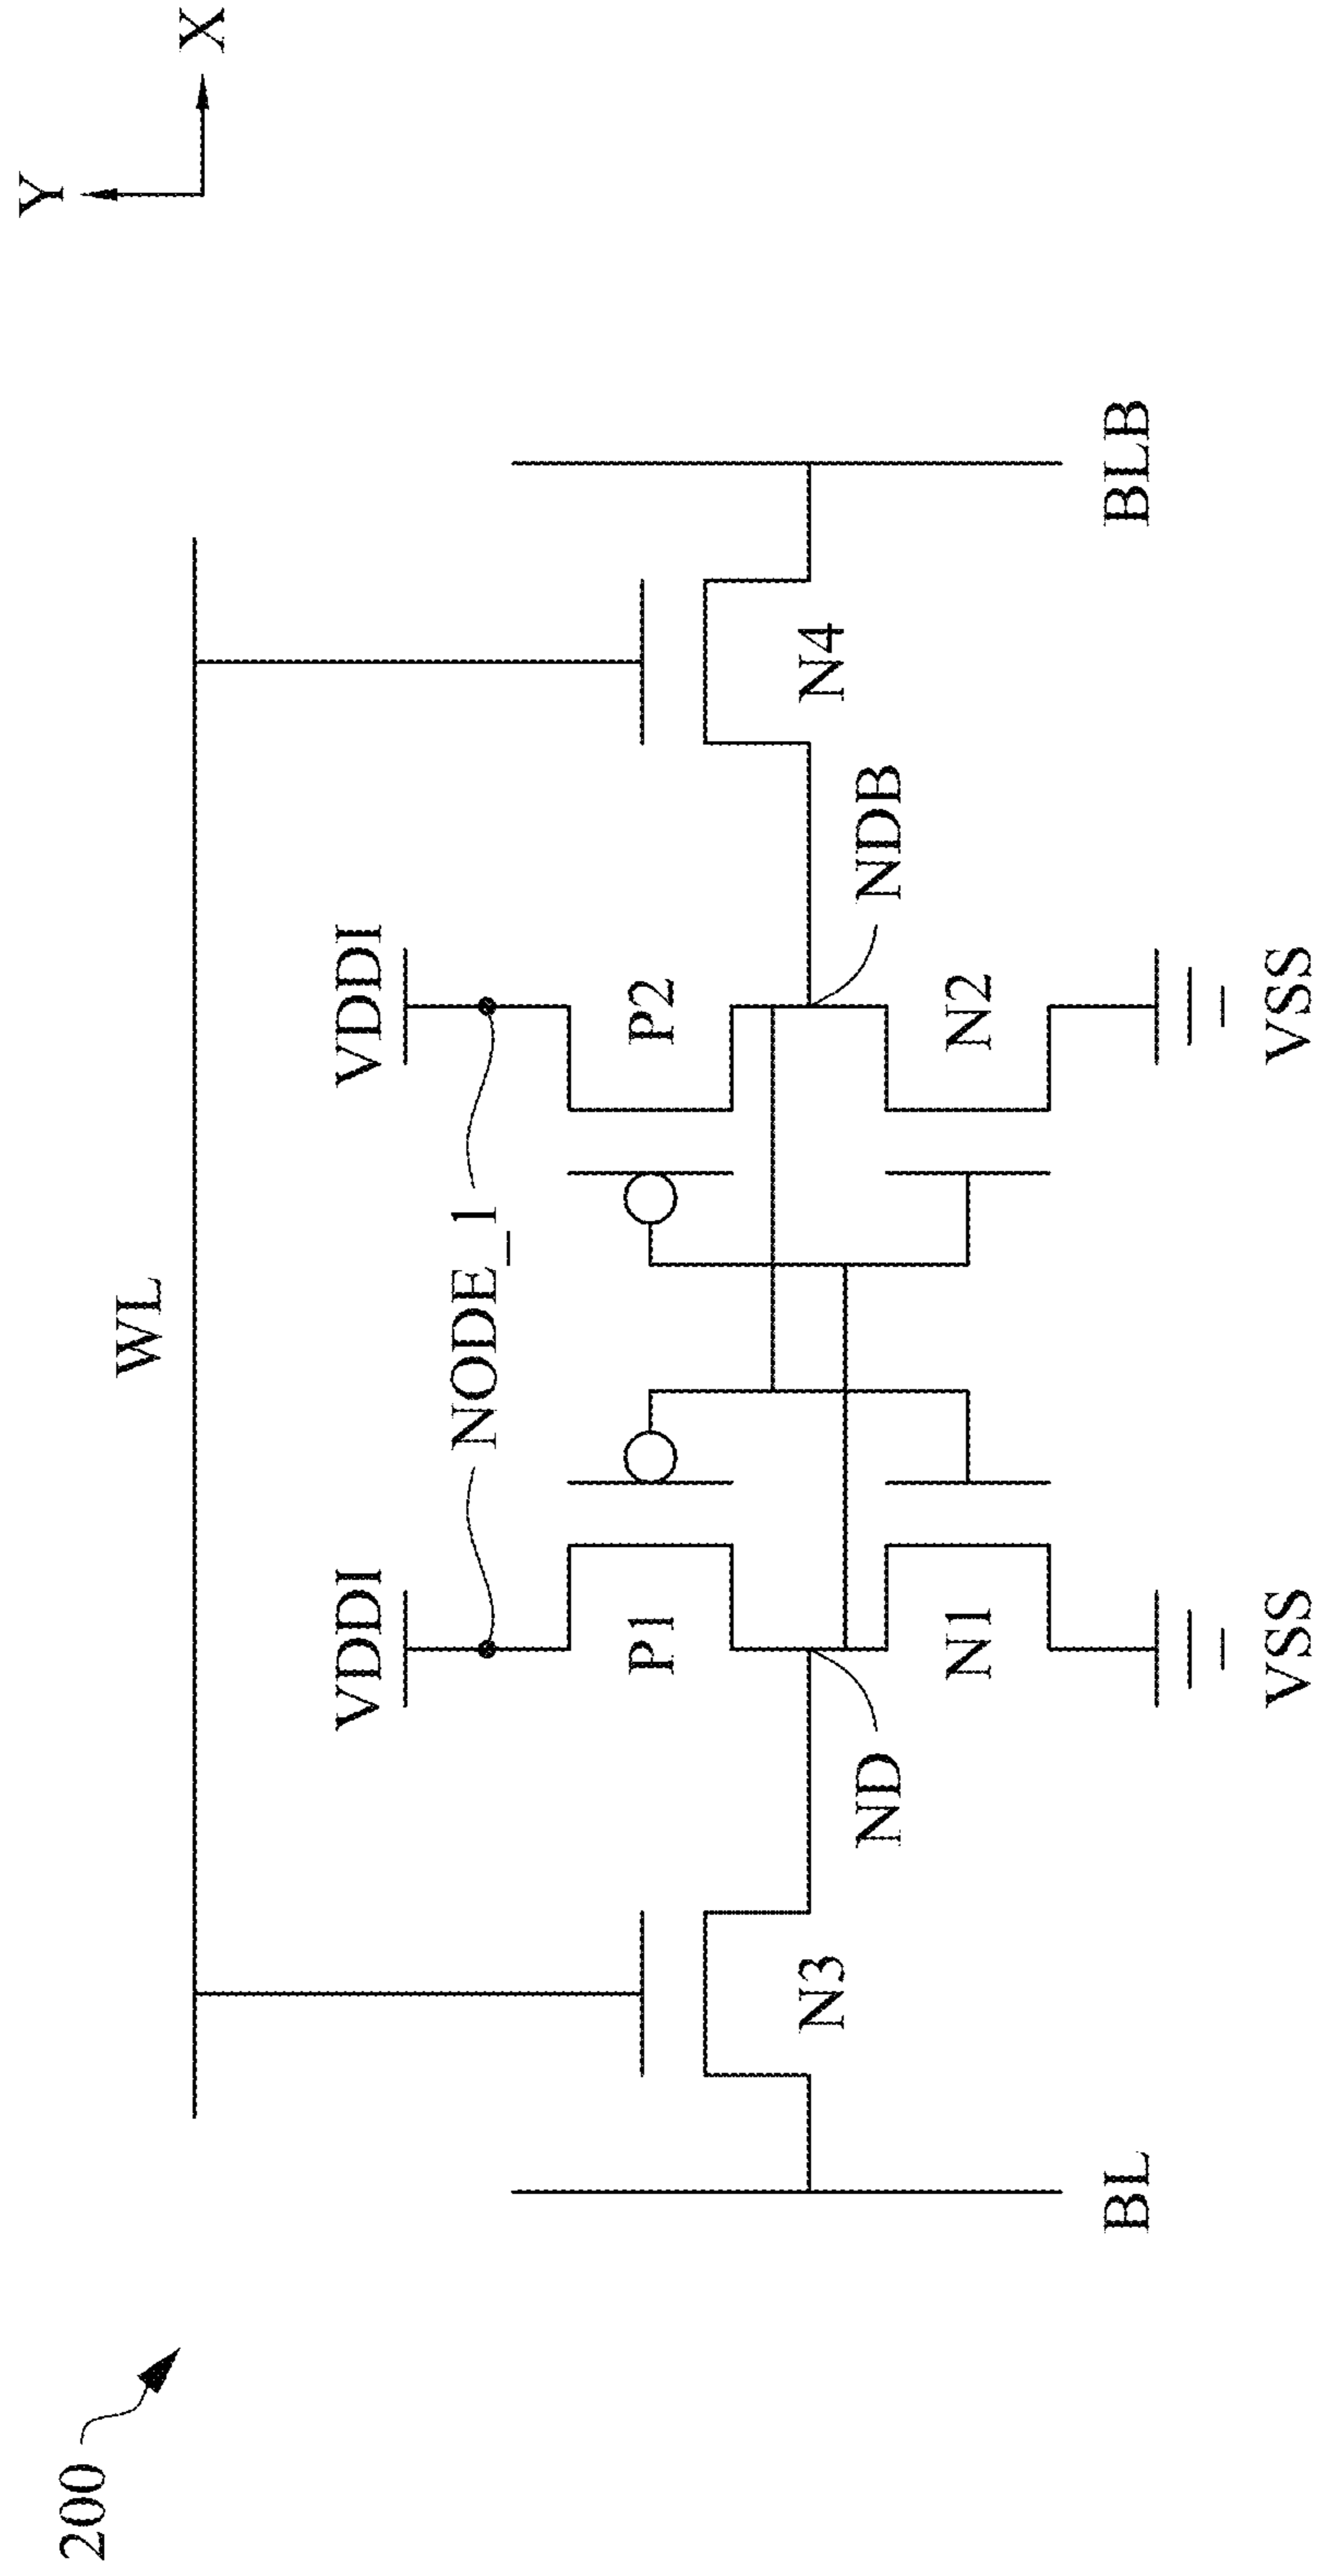 200
WL
Y
X
VDDI
VDDI
NODE_1
P1
P2
N3
N4
ND
NDB
N1
N2
BL
BLB
VSS
VSS